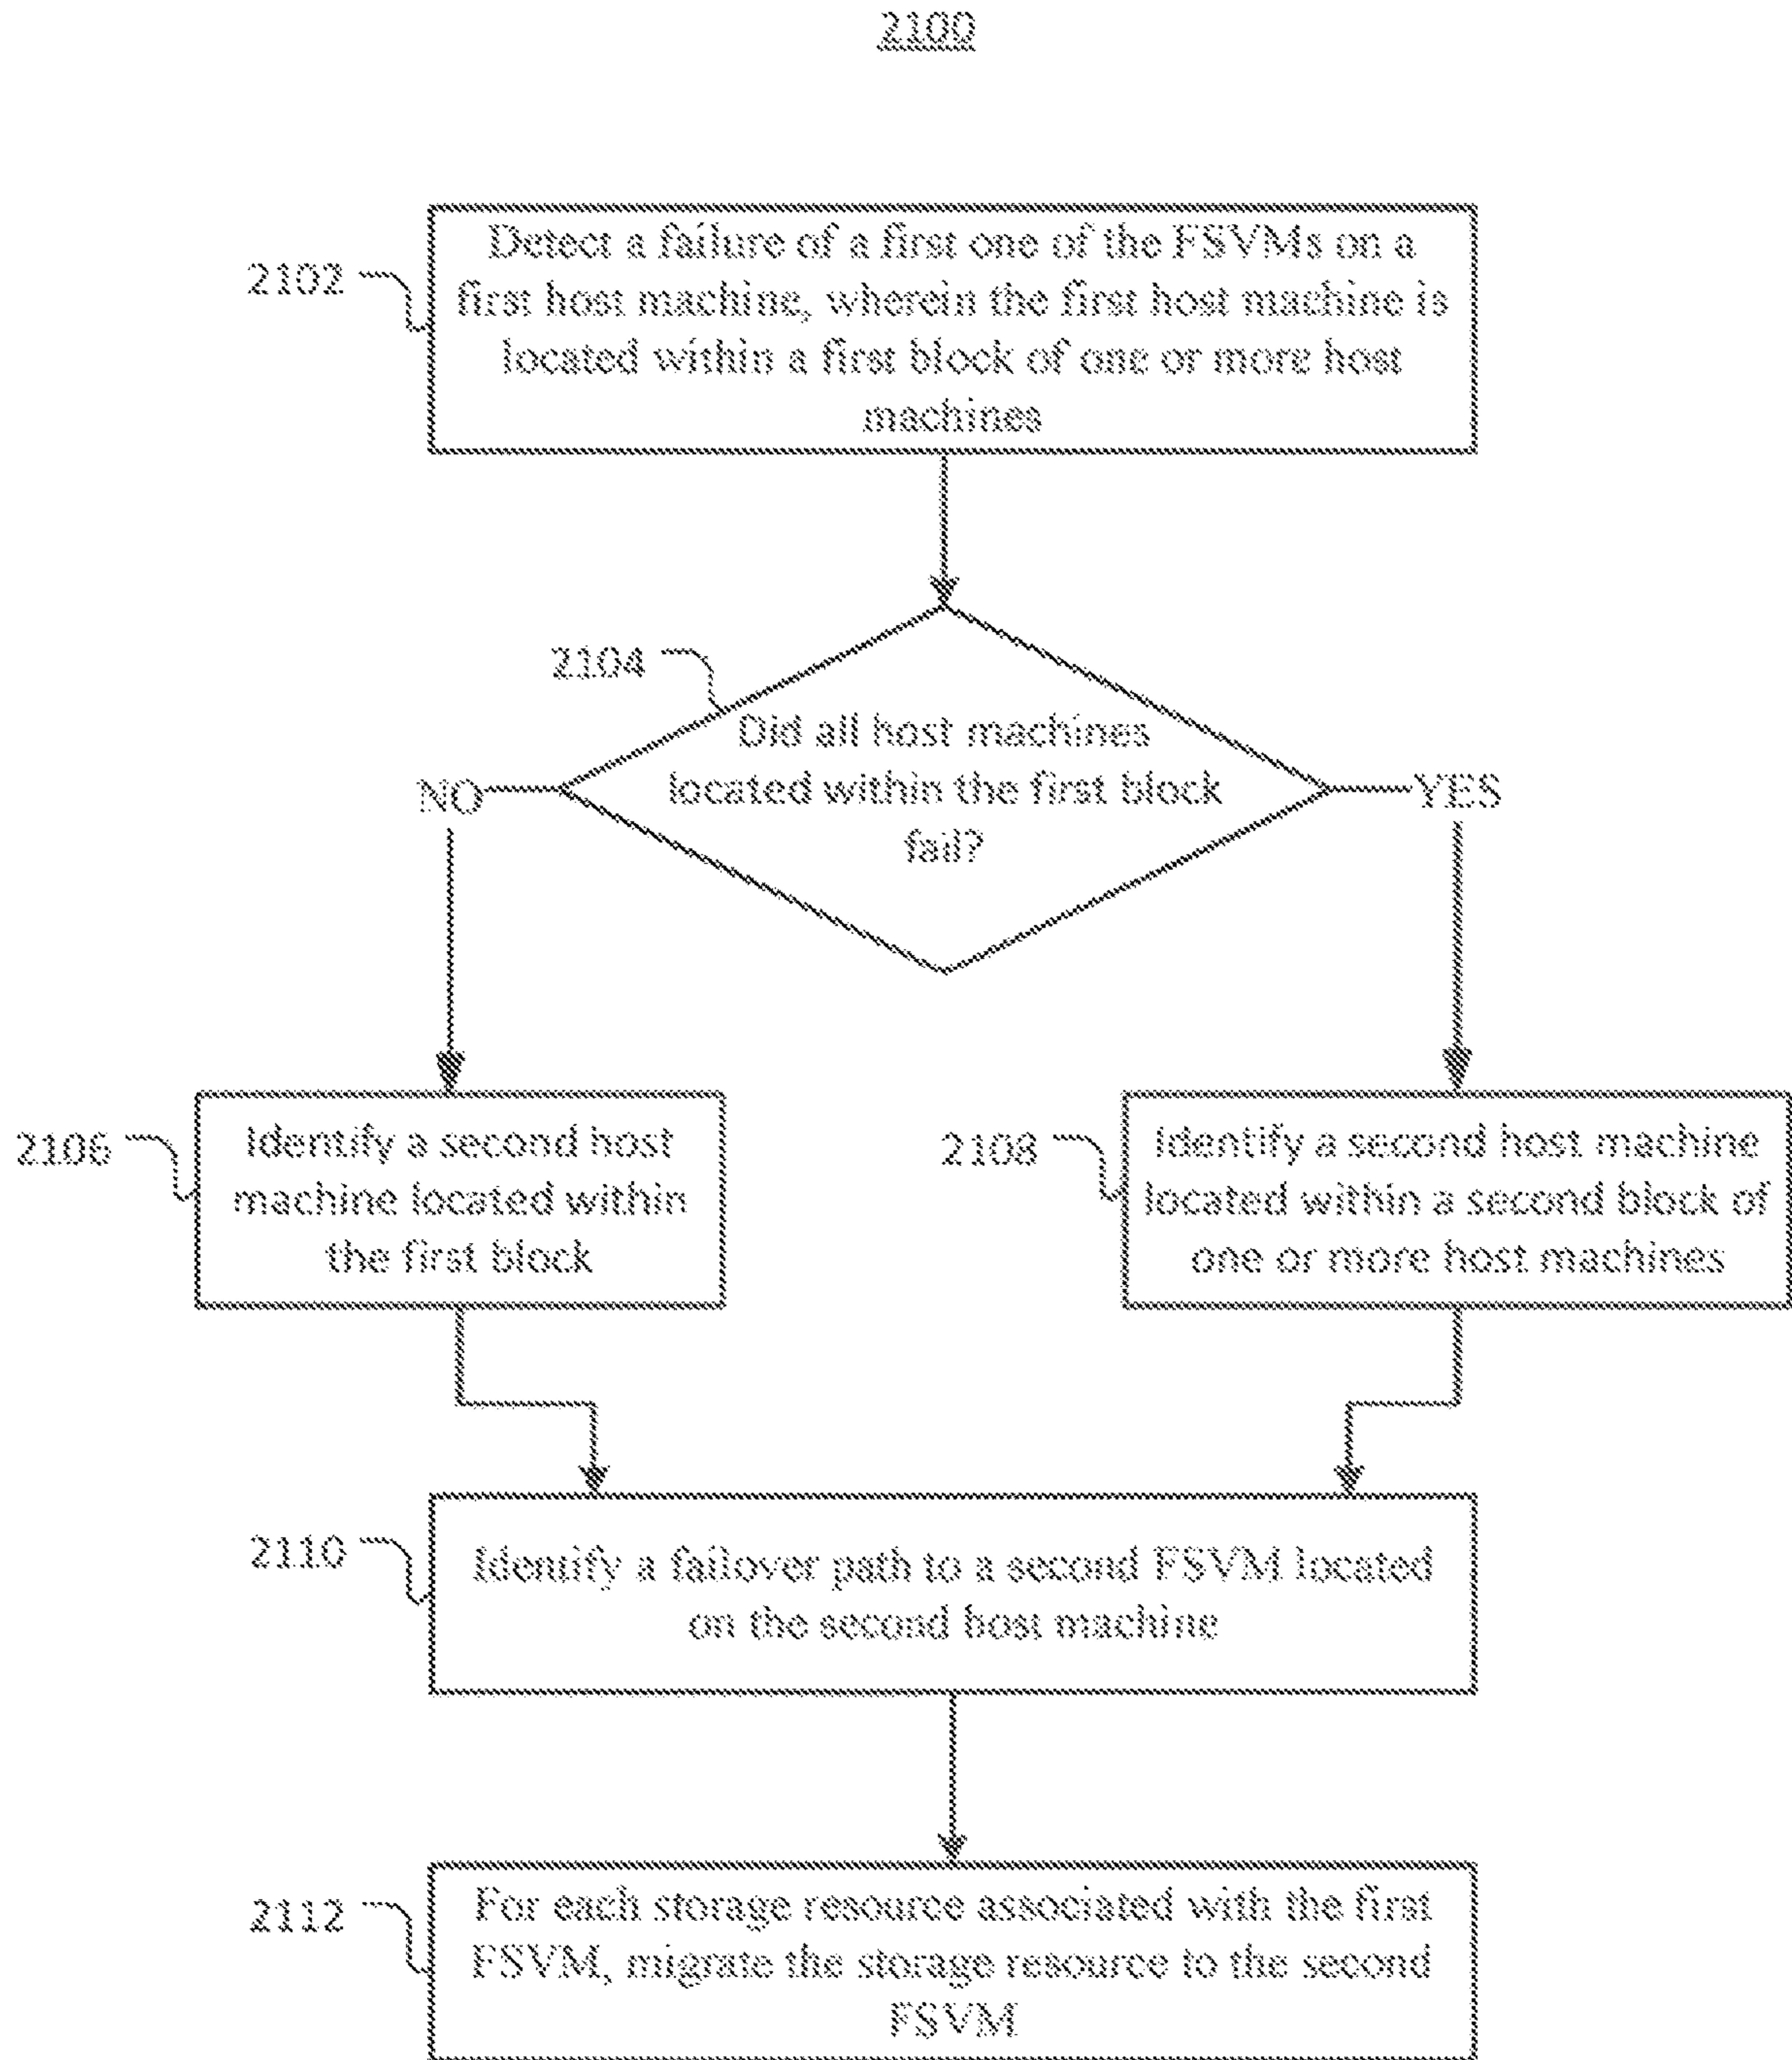 2100
2102
Detect a failure of a first one of the FSVMs on a
first host machine, wherein the first host machine is
located within a first block of one or more host
machines
2104
Did all host machines
located within the first block
fail?
NO
YES
2106
Identify a second host
machine located within
the first block
2108
Identify a second host machine
located within a second block of
one or more host machines
2110
Identify a failover path to a second FSVM located
on the second host machine
2112
For each storage resource associated with the first
FSVM, migrate the storage resource to the second
FSVM